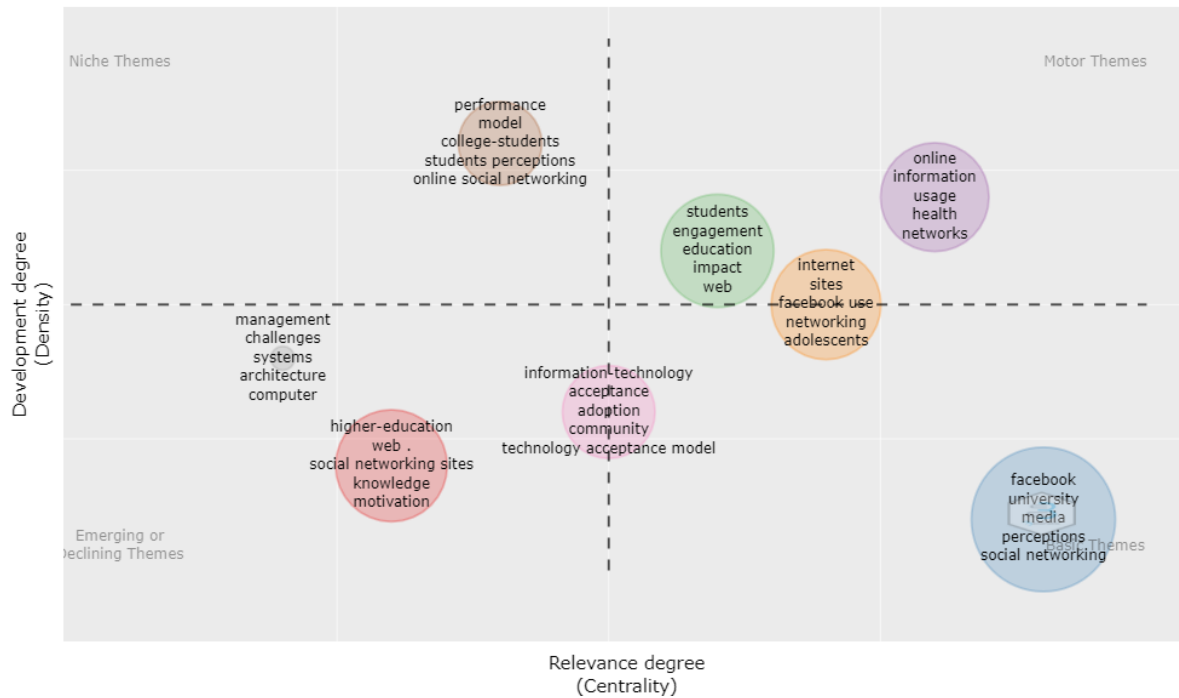 Niche Themes
Motor Themes
performance
model
college-students
students perceptions
online social networking
online
information
usage
health
networks
students
engagement
education
impact
web
internet
sites
facebook use
networking
adolescents
management
challenges
systems
architecture
computer
information-technology
acceptance
adoption
community
technology acceptance model
higher-education
web .
social networking sites
knowledge
motivation
facebook
university
media
perceptions
social networking
Emerging or
Declining Themes
Basic Themes
Development degree
(Density)
Relevance degree
(Centrality)